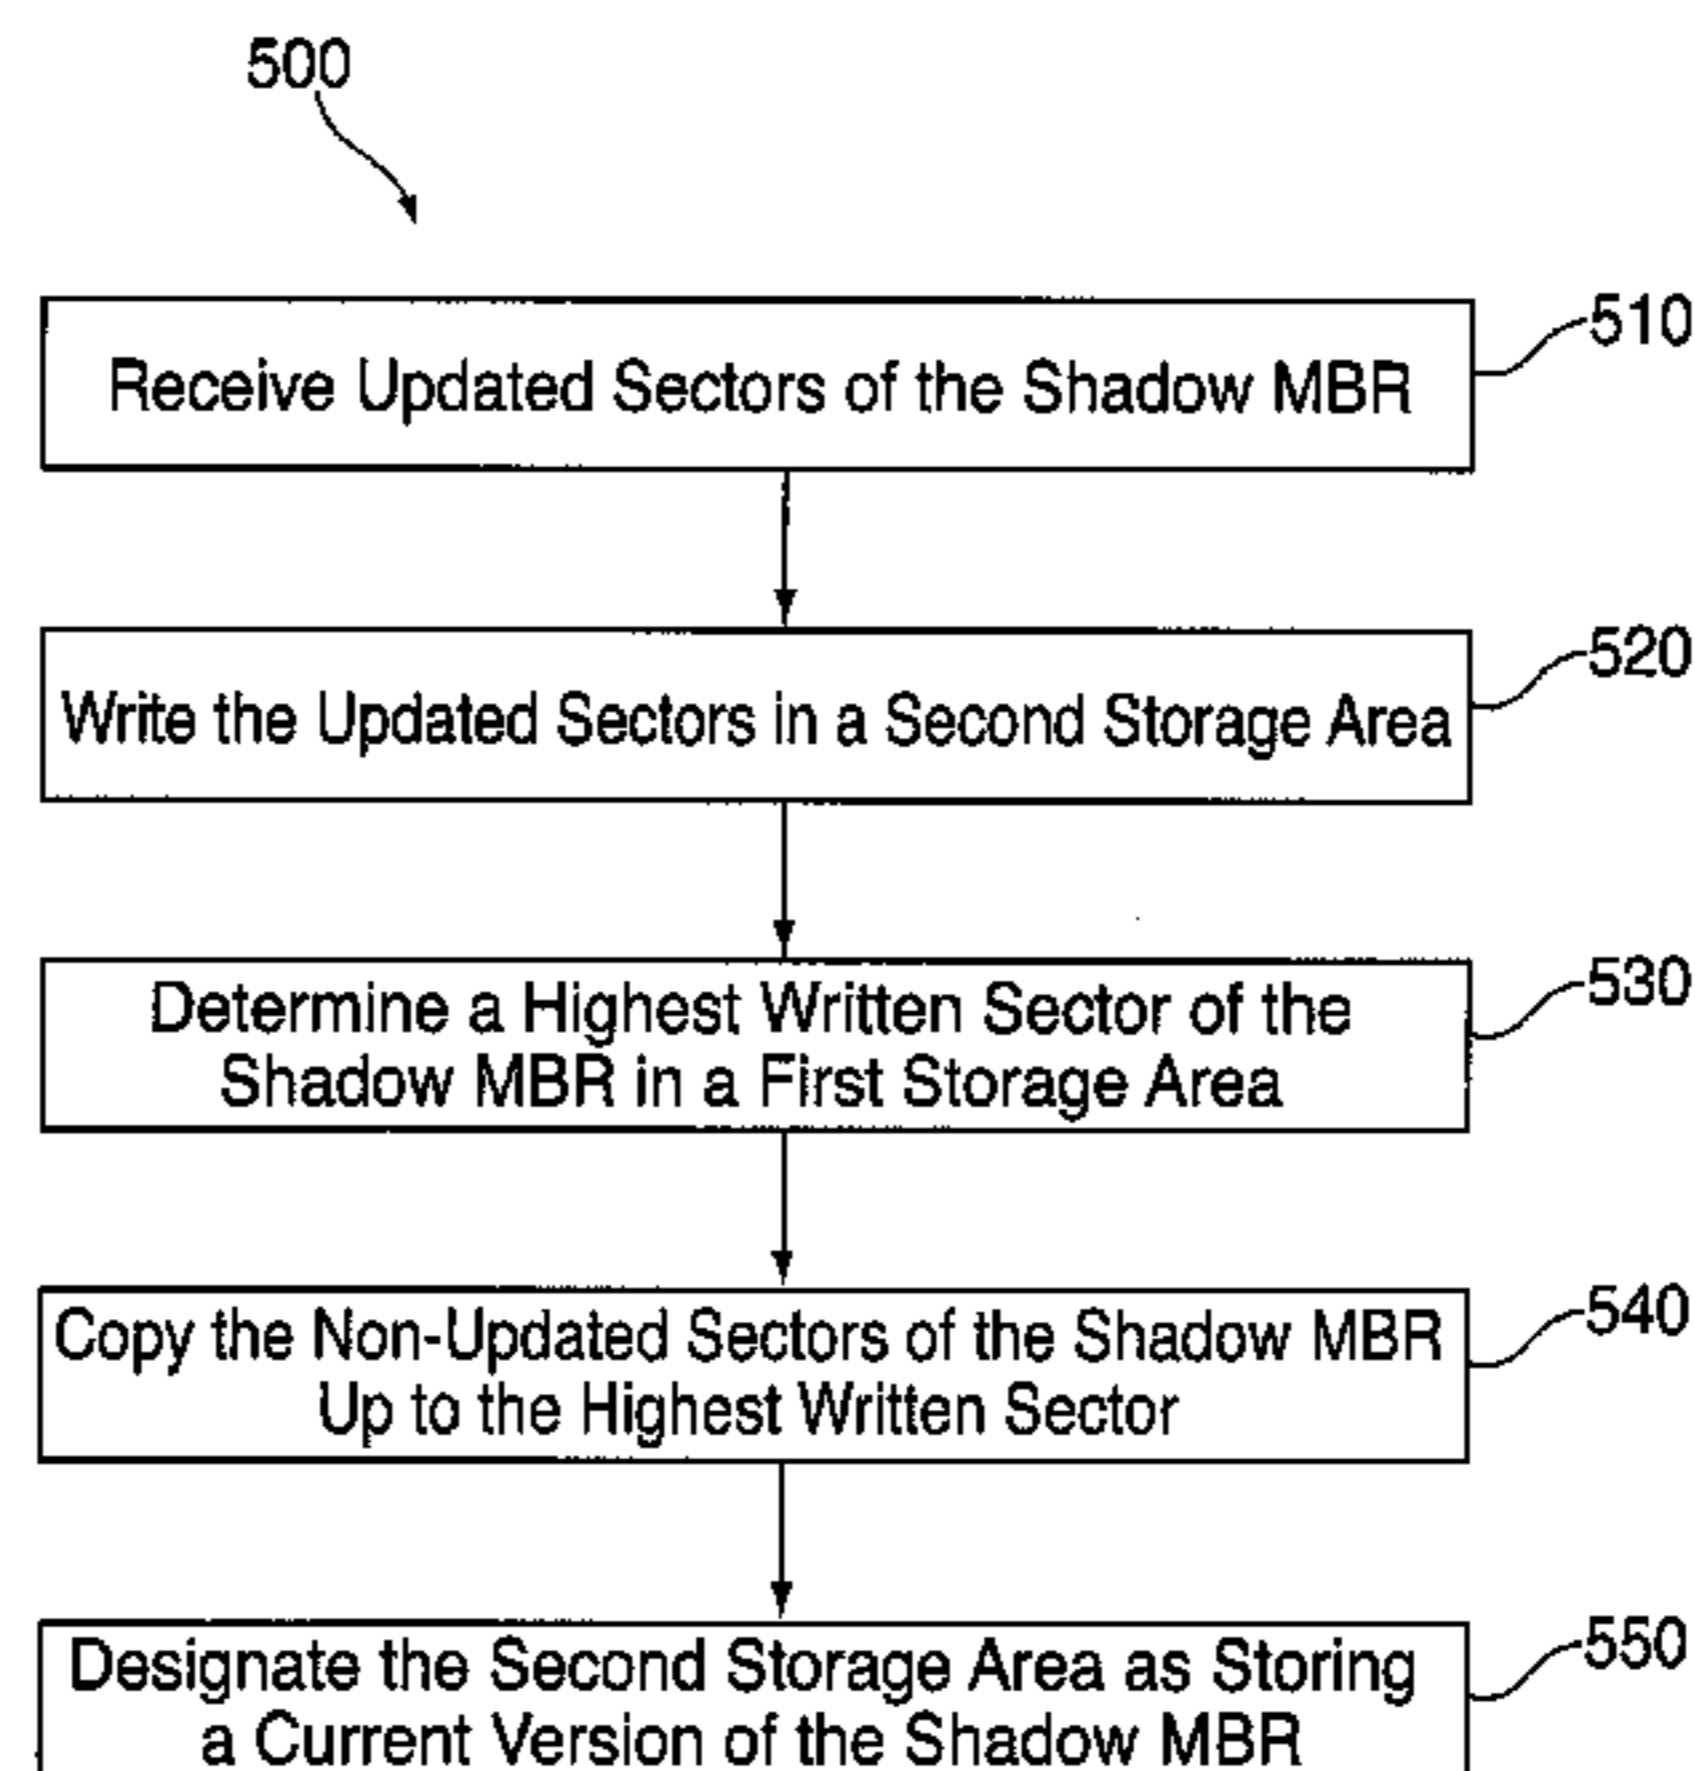 500
Receive Updated Sectors of the Shadow MBR
510
Write the Updated Sectors in a Second Storage Area
520
Determine a Highest Written Sector of the
Shadow MBR in a First Storage Area
530
Copy the Non-Updated Sectors of the Shadow MBR
Up to the Highest Written Sector
540
Designate the Second Storage Area as Storing
a Current Version of the Shadow MBR
550